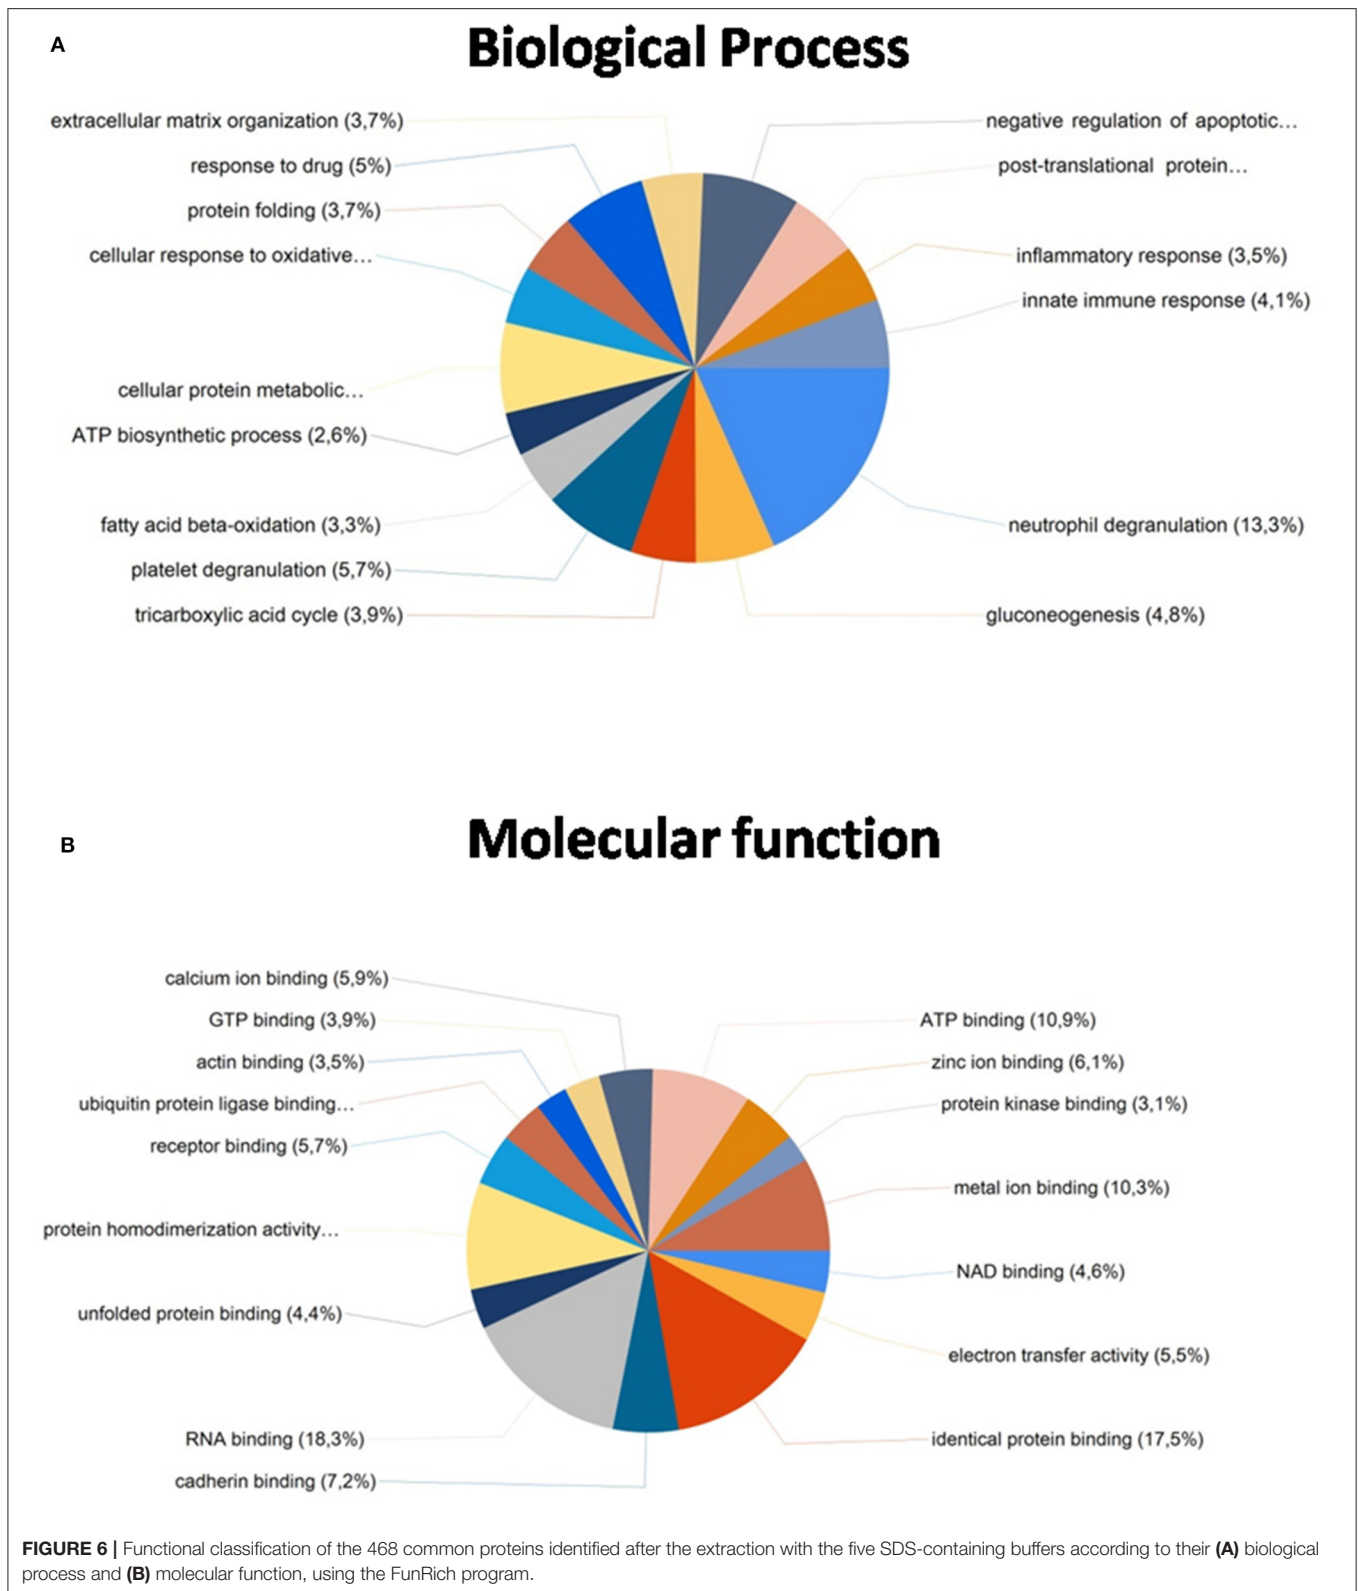 A
Biological Process
extracellular matrix organization (3,7%)
response to drug (5%)
protein folding (3,7%)
cellular response to oxidative...
cellular protein metabolic...
ATP biosynthetic process (2,6%)
fatty acid beta-oxidation (3,3%)
platelet degranulation (5,7%)
tricarboxylic acid cycle (3,9%)
negative regulation of apoptotic...
post-translational protein...
inflammatory response (3,5%)
innate immune response (4,1%)
neutrophil degranulation (13,3%)
gluconeogenesis (4,8%)
B
Molecular function
calcium ion binding (5,9%)
GTP binding (3,9%)
actin binding (3,5%)
ubiquitin protein ligase binding...
receptor binding (5,7%)
protein homodimerization activity...
unfolded protein binding (4,4%)
RNA binding (18,3%)
cadherin binding (7,2%)
ATP binding (10,9%)
zinc ion binding (6,1%)
protein kinase binding (3,1%)
metal ion binding (10,3%)
NAD binding (4,6%)
electron transfer activity (5,5%)
identical protein binding (17,5%)
FIGURE 6 | Functional classification of the 468 common proteins identified after the extraction with the five SDS-containing buffers according to their (A) biological
process and (B) molecular function, using the FunRich program.